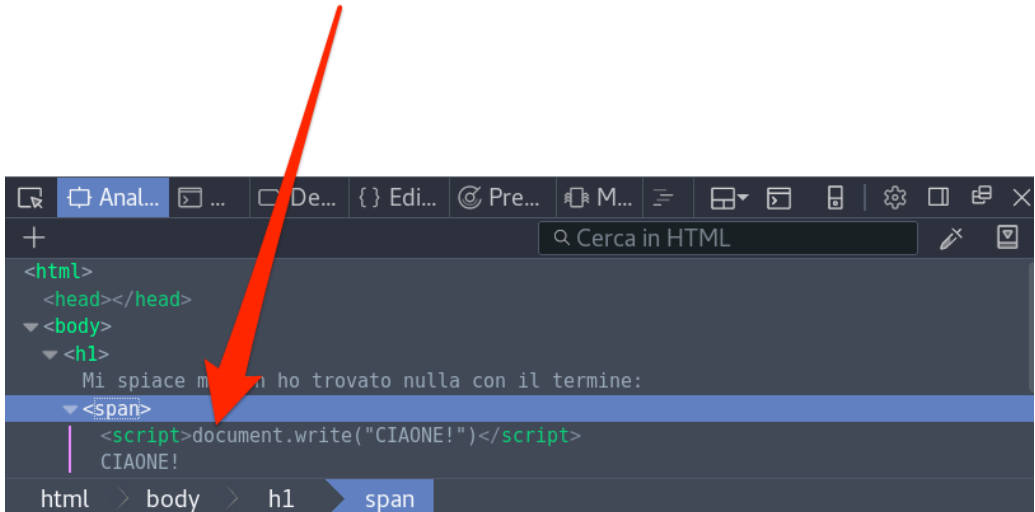 Anal... ... De... {} Edi... Pre... M...
+ Cerca in HTML
<html>
<head></head>
<body>
<h1>
Mi spiace n ho trovato nulla con il termine:
<span>
<script>document.write("CIAONE!")</script>
CIAONE!
html body h1 span